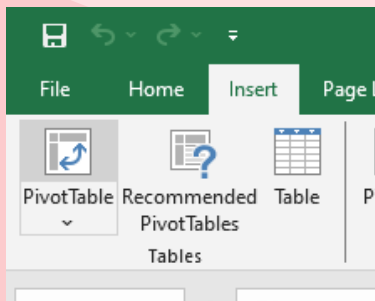 File Home Insert Page
PivotTable Recommended Table
PivotTables
Tables